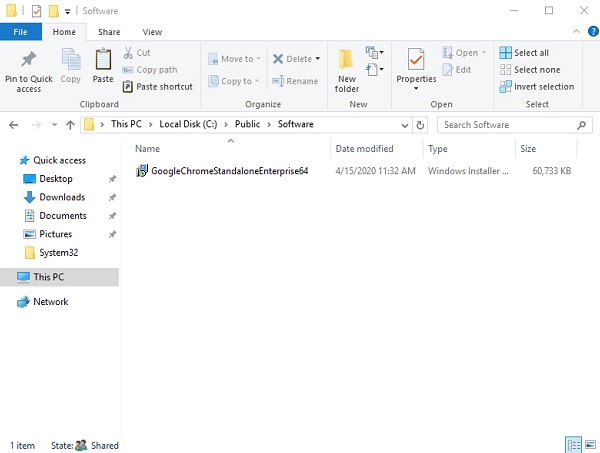 Software
File Home Share View
Pin to Quick access
Copy
Paste
Cut
Copy path
Paste shortcut
Clipboard
Move to
Copy to
Delete
Rename
Organize
New folder
New
Properties
Open
Edit
Open
Select all
Select none
Invert selection
Select
This PC > Local Disk (C:) > Public > Software
Search Software
Name Date modified Type Size
GoogleChromeStandaloneEnterprise64 4/15/2020 11:32 AM Windows Installer ... 60,733 KB
Quick access
Desktop
Downloads
Documents
Pictures
System32
This PC
Network
1 item State: Shared